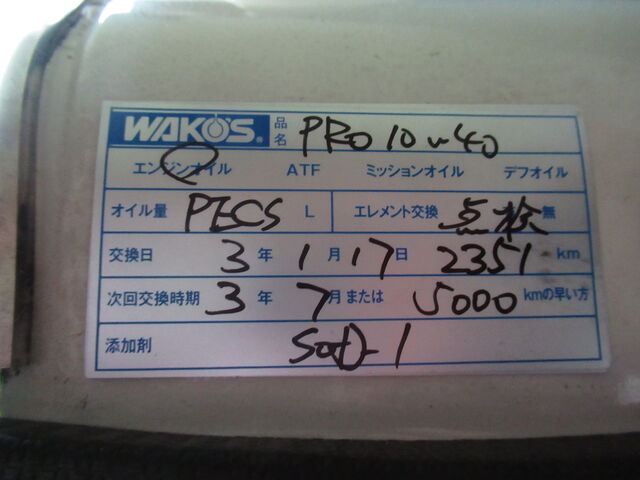 WAKO'S® 品名 PRO 10w40
エンジンオイル ATF ミッションオイル デフオイル
オイル量 PECS L エレメント交換 点検 無
交換日 3年 1月 17日 2351 km
次回交換時期 3年 7月または 5000 kmの早い方
添加剤 SOD-1